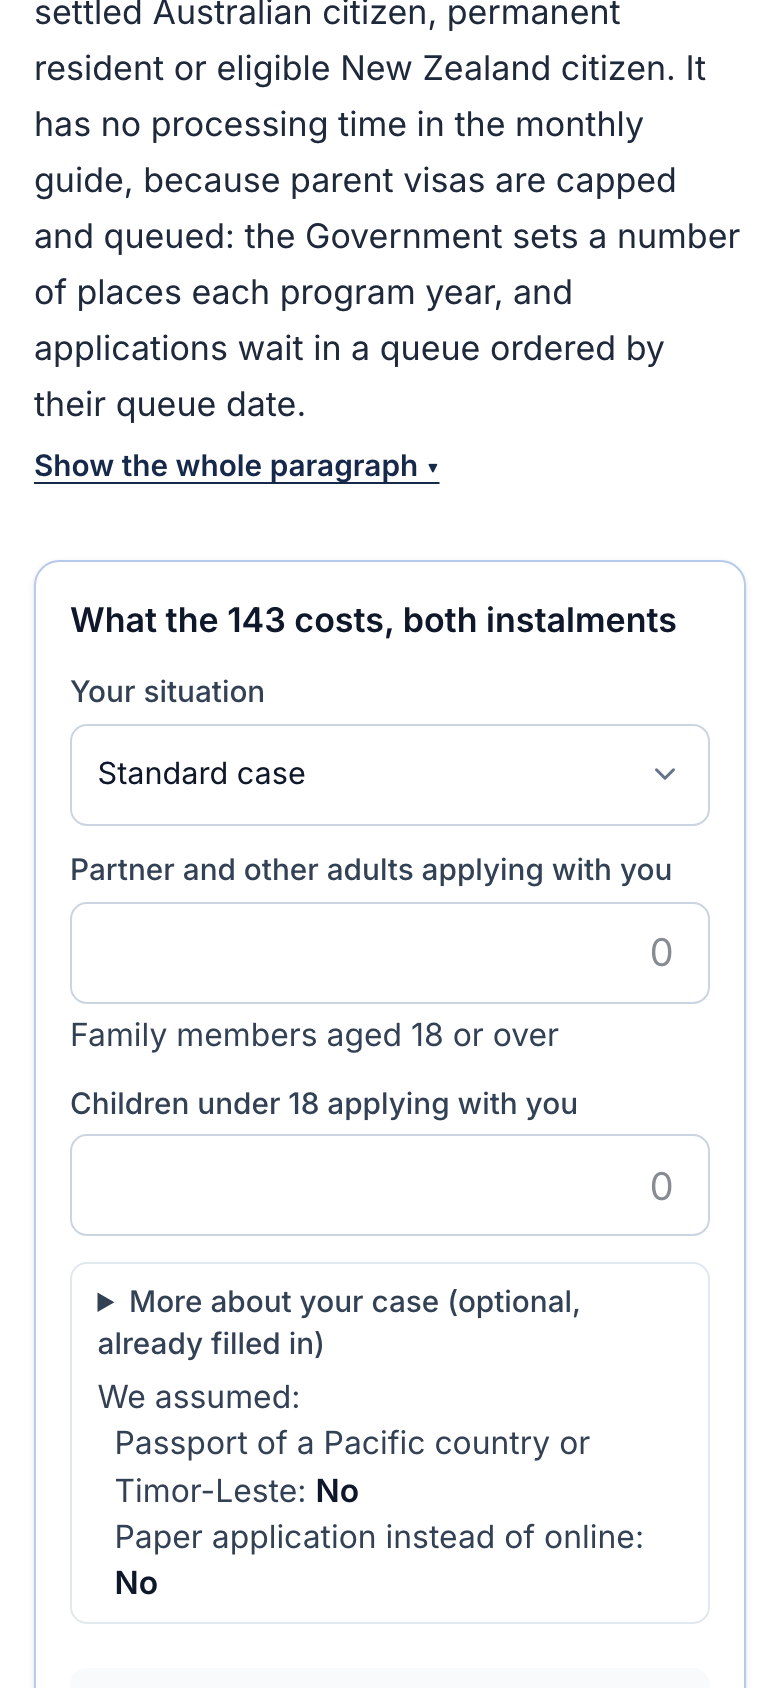 settled Australian citizen, permanent
resident or eligible New Zealand citizen. It
has no processing time in the monthly
guide, because parent visas are capped
and queued: the Government sets a number
of places each program year, and
applications wait in a queue ordered by
their queue date.
Show the whole paragraph ▾
What the 143 costs, both instalments
Your situation
Standard case
Partner and other adults applying with you
0
Family members aged 18 or over
Children under 18 applying with you
0
▶ More about your case (optional,
already filled in)
We assumed:
Passport of a Pacific country or
Timor-Leste: No
Paper application instead of online:
No